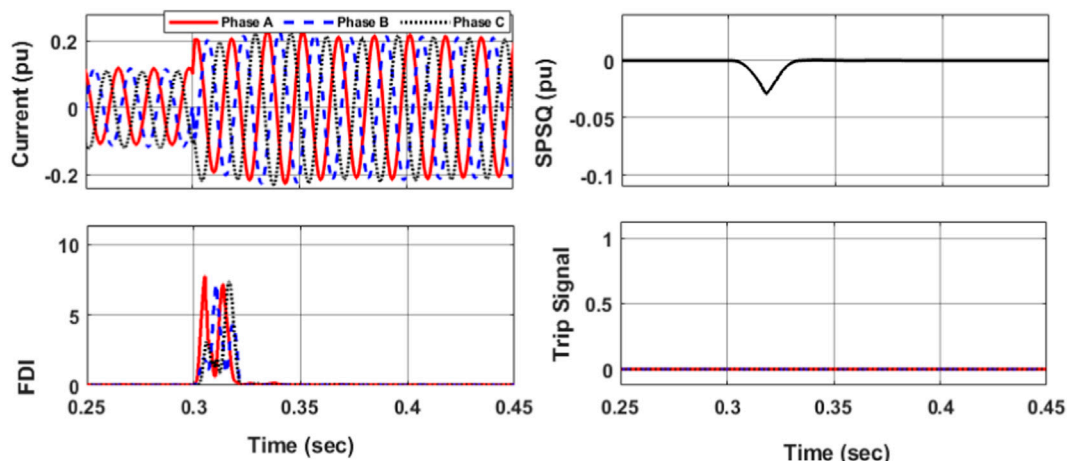 Phase A Phase B Phase C
Current (pu)
0.2
0
-0.2
SPSQ (pu)
0
-0.05
-0.1
FDI
10
5
0
0.25 0.3 0.35 0.4 0.45
Time (sec)
Trip Signal
1
0.5
0
0.25 0.3 0.35 0.4 0.45
Time (sec)